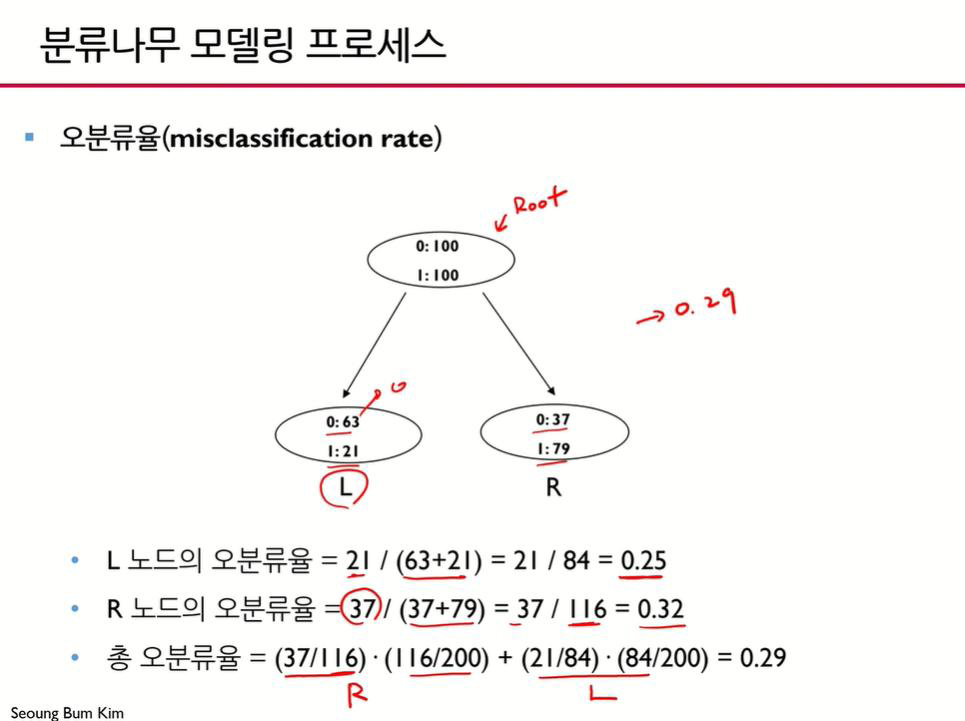 분류나무 모델링 프로세스
▪ 오분류율(misclassification rate)
Root
0: 100
1: 100
→ 0.29
0
0: 63
1: 21
0: 37
1: 79
L
R
• L 노드의 오분류율 = 21 / (63+21) = 21 / 84 = 0.25
• R 노드의 오분류율 = 37 / (37+79) = 37 / 116 = 0.32
• 총 오분류율 = (37/116) · (116/200) + (21/84) · (84/200) = 0.29
R
L
Seoung Bum Kim